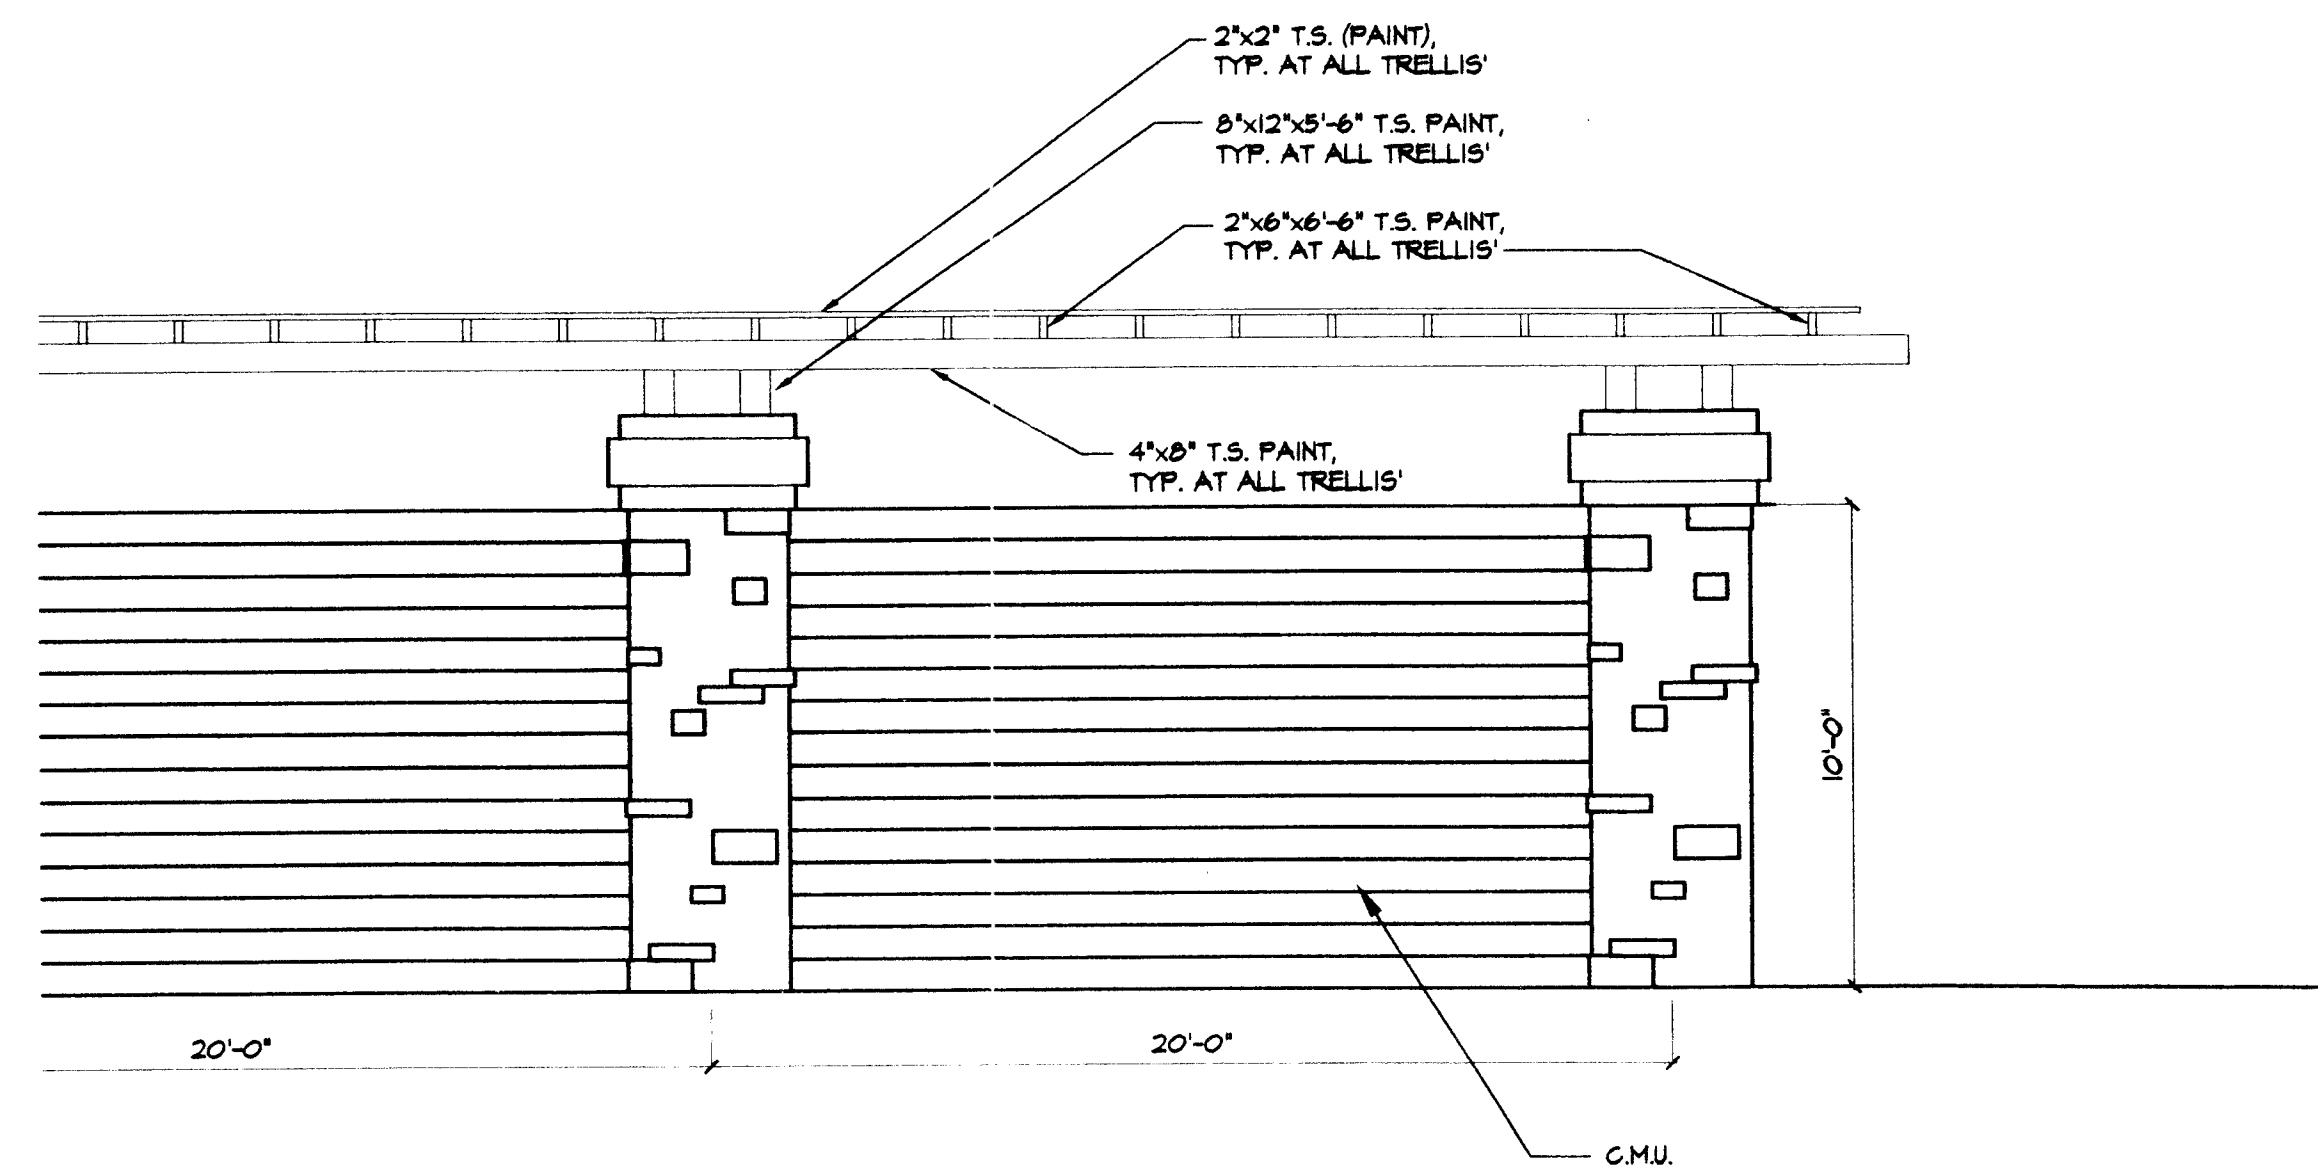 2"x2" T.S. (PAINT),
TYP. AT ALL TRELLIS'
8"x12"x5'-6" T.S. PAINT,
TYP. AT ALL TRELLIS'
2"x6"x6'-6" T.S. PAINT,
TYP. AT ALL TRELLIS'
4"x8" T.S. PAINT,
TYP. AT ALL TRELLIS'
10'-0"
20'-0"
20'-0"
C.M.U.